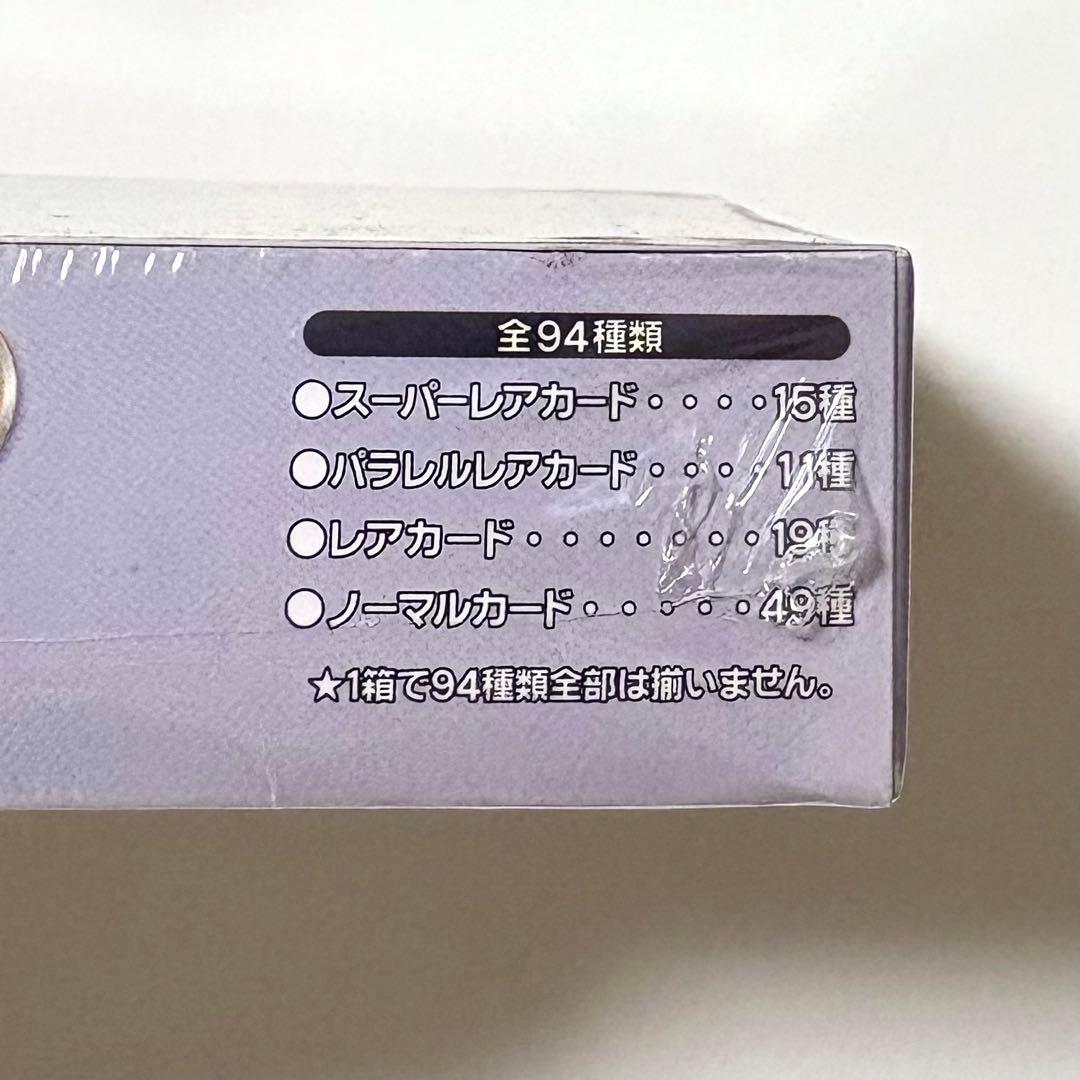 全94種類
●スーパーレアカード・・・・15種
●パラレルレアカード・・・・11種
●レアカード・・・・・・・19種
●ノーマルカード・・・・・49種
★1箱で94種類全部は揃いません。